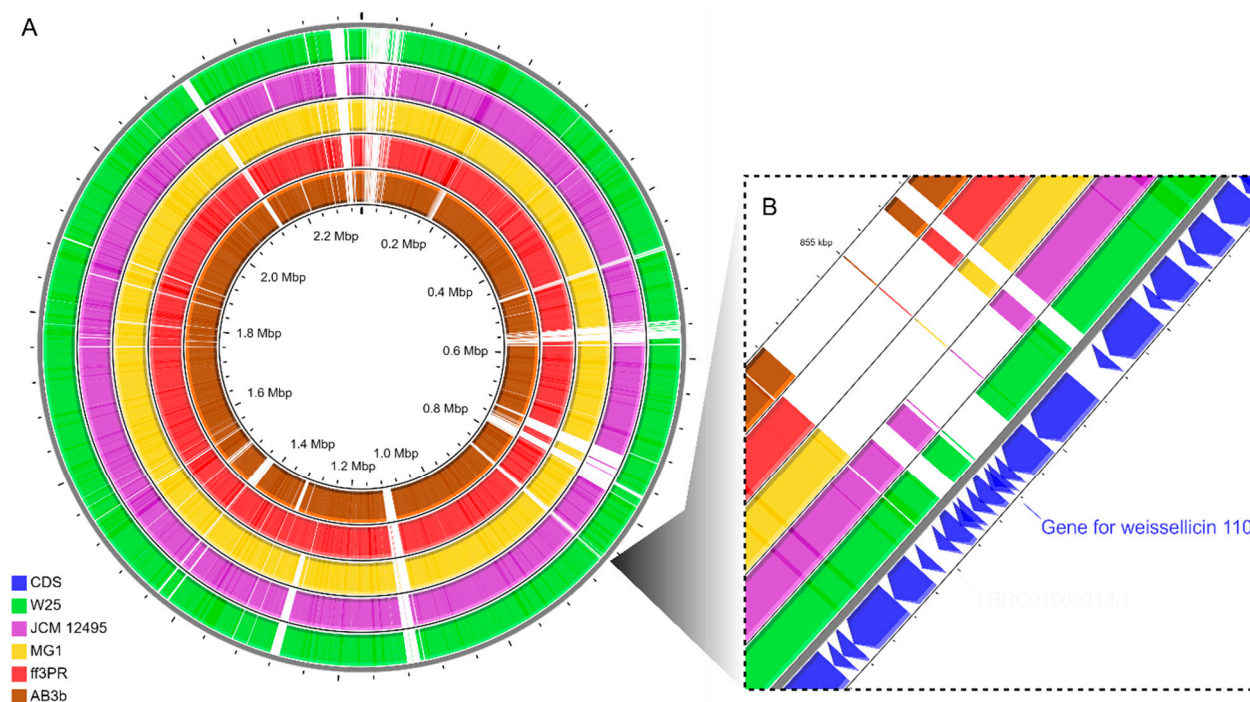 A
2.2 Mbp
0.2 Mbp
2.0 Mbp
0.4 Mbp
1.8 Mbp
0.6 Mbp
1.6 Mbp
0.8 Mbp
1.4 Mbp
1.0 Mbp
1.2 Mbp
CDS
W25
JCM 12495
MG1
ff3PR
AB3b
B
855 kbp
Gene for weissellicin 110
LRRC01000019.1